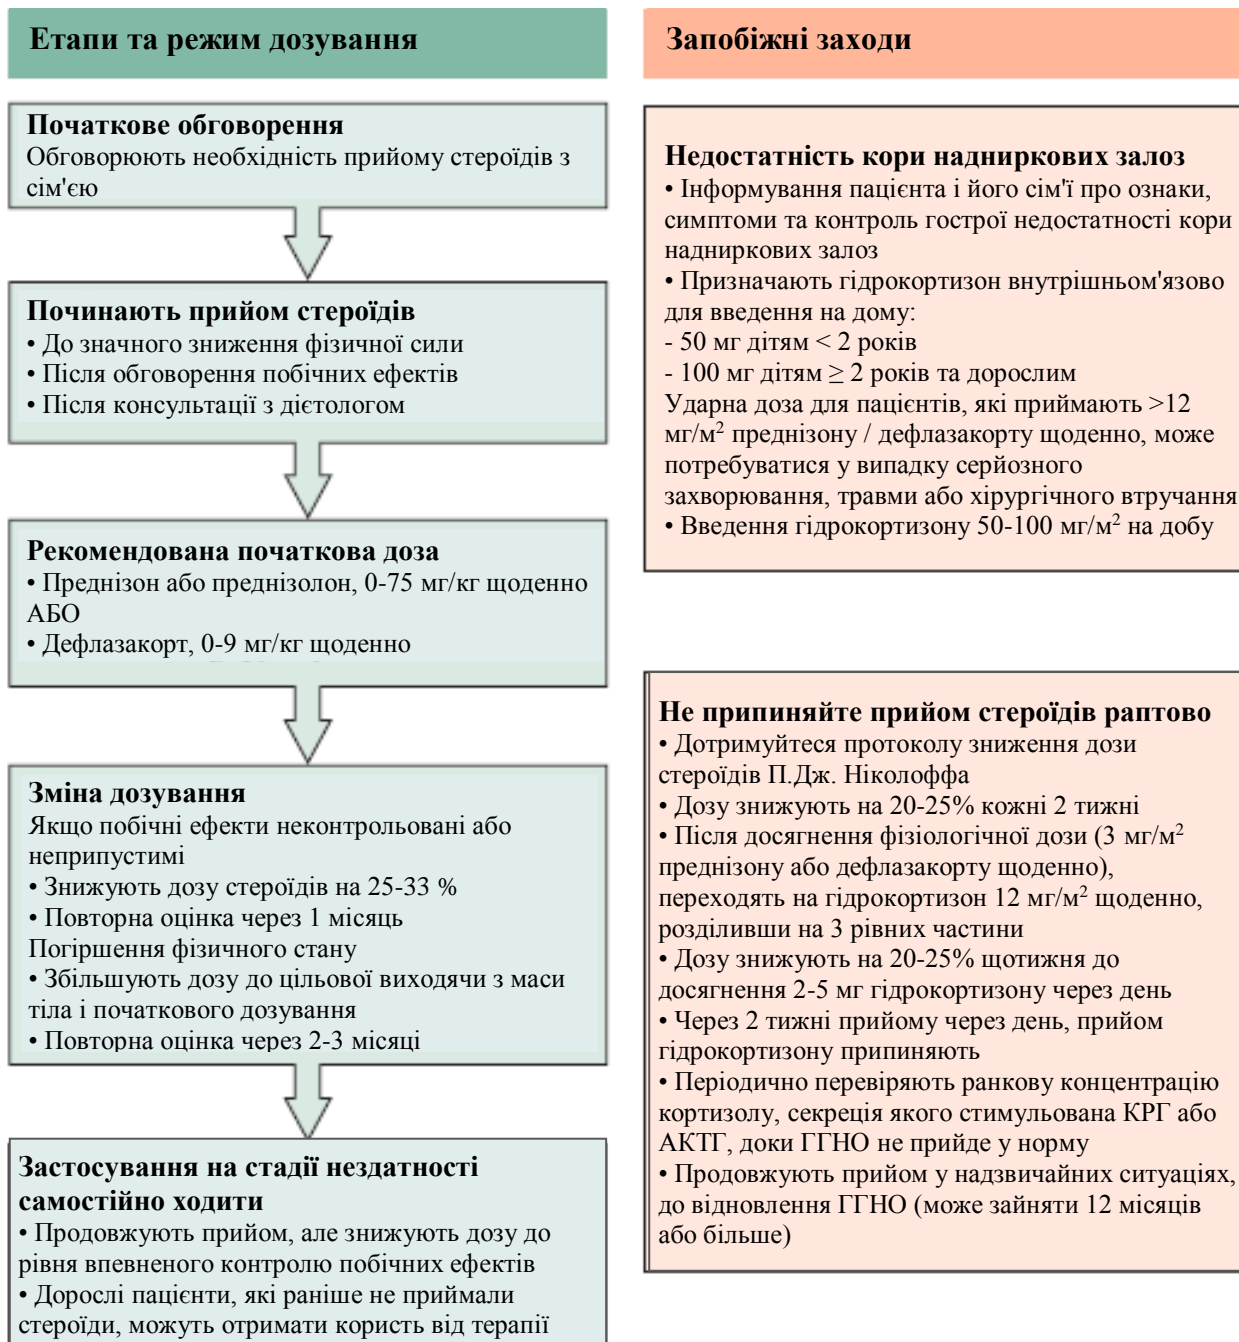 Етапи та режим дозування
Початкове обговорення
Обговорюють необхідність прийому стероїдів з
сім'єю
Починають прийом стероїдів
• До значного зниження фізичної сили
• Після обговорення побічних ефектів
• Після консультації з дієтологом
Рекомендована початкова доза
• Преднізон або преднізолон, 0-75 мг/кг щоденно
АБО
• Дефлазакорт, 0-9 мг/кг щоденно
Зміна дозування
Якщо побічні ефекти неконтрольовані або
неприпустимі
• Знижують дозу стероїдів на 25-33 %
• Повторна оцінка через 1 місяць
Погіршення фізичного стану
• Збільшують дозу до цільової виходячи з маси
тіла і початкового дозування
• Повторна оцінка через 2-3 місяці
Застосування на стадії нездатності
самостійно ходити
• Продовжують прийом, але знижують дозу до
рівня впевненого контролю побічних ефектів
• Дорослі пацієнти, які раніше не приймали
стероїди, можуть отримати користь від терапії
Запобіжні заходи
Недостатність кори надниркових залоз
• Інформування пацієнта і його сім'ї про ознаки,
симптоми та контроль гострої недостатності кори
надниркових залоз
• Призначають гідрокортизон внутрішньом'язово
для введення на дому:
- 50 мг дітям < 2 років
- 100 мг дітям ≥ 2 років та дорослим
Ударна доза для пацієнтів, які приймають >12
мг/м² преднізону / дефлазакорту щоденно, може
потребуватися у випадку серйозного
захворювання, травми або хірургічного втручання
• Введення гідрокортизону 50-100 мг/м² на добу
Не припиняйте прийом стероїдів раптово
• Дотримуйтеся протоколу зниження дози
стероїдів П.Дж. Ніколоффа
• Дозу знижують на 20-25% кожні 2 тижні
• Після досягнення фізіологічної дози (3 мг/м²
преднізону або дефлазакорту щоденно),
переходять на гідрокортизон 12 мг/м² щоденно,
розділивши на 3 рівних частини
• Дозу знижують на 20-25% щотижня до
досягнення 2-5 мг гідрокортизону через день
• Через 2 тижні прийому через день, прийом
гідрокортизону припиняють
• Періодично перевіряють ранкову концентрацію
кортизолу, секреція якого стимульована КРГ або
АКТГ, доки ГГНО не прийде у норму
• Продовжують прийом у надзвичайних ситуаціях,
до відновлення ГГНО (може зайняти 12 місяців
або більше)